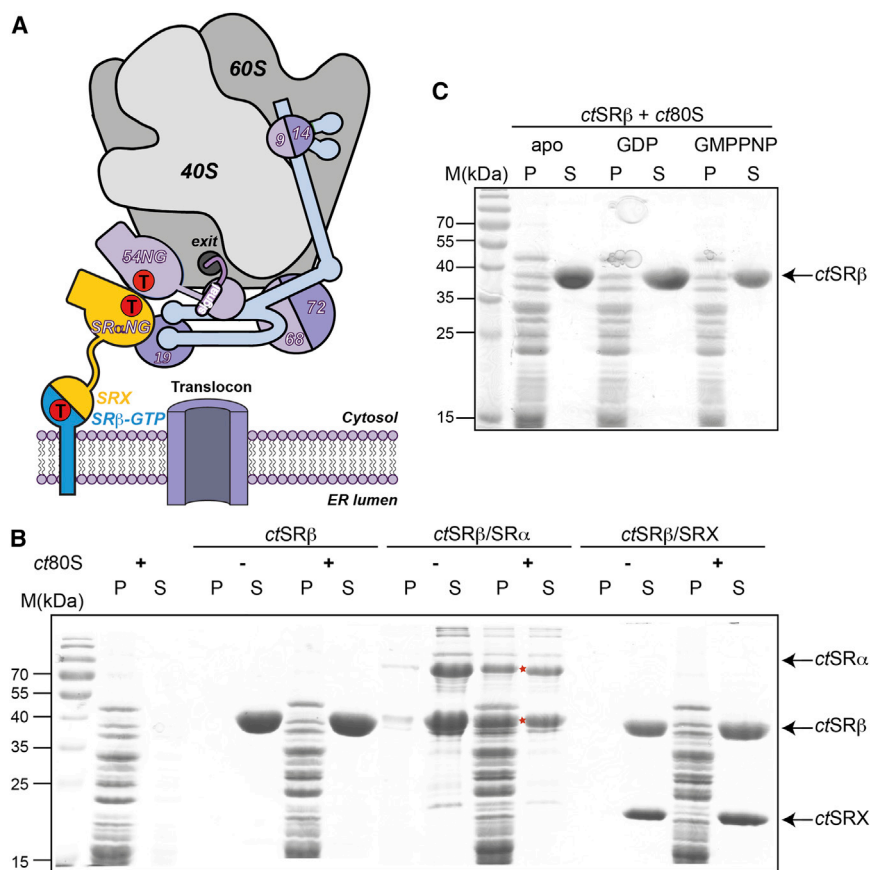 A
60S
40S
9 14
exit
54NG
T
signal
T
SRαNG
19
72
68
SRX
T
SRβ-GTP
Translocon
Cytosol
ER lumen
C
ctSRβ + ct80S
apo GDP GMPPNP
M(kDa) P S P S P S
70
55
40
35
25
15
ctSRβ
B
ctSRβ ctSRβ/SRα ctSRβ/SRX
ct80S + - + - + - +
P S P S P S P S P S P S P S
M(kDa)
70
55
40
35
25
15
ctSRα
ctSRβ
ctSRX